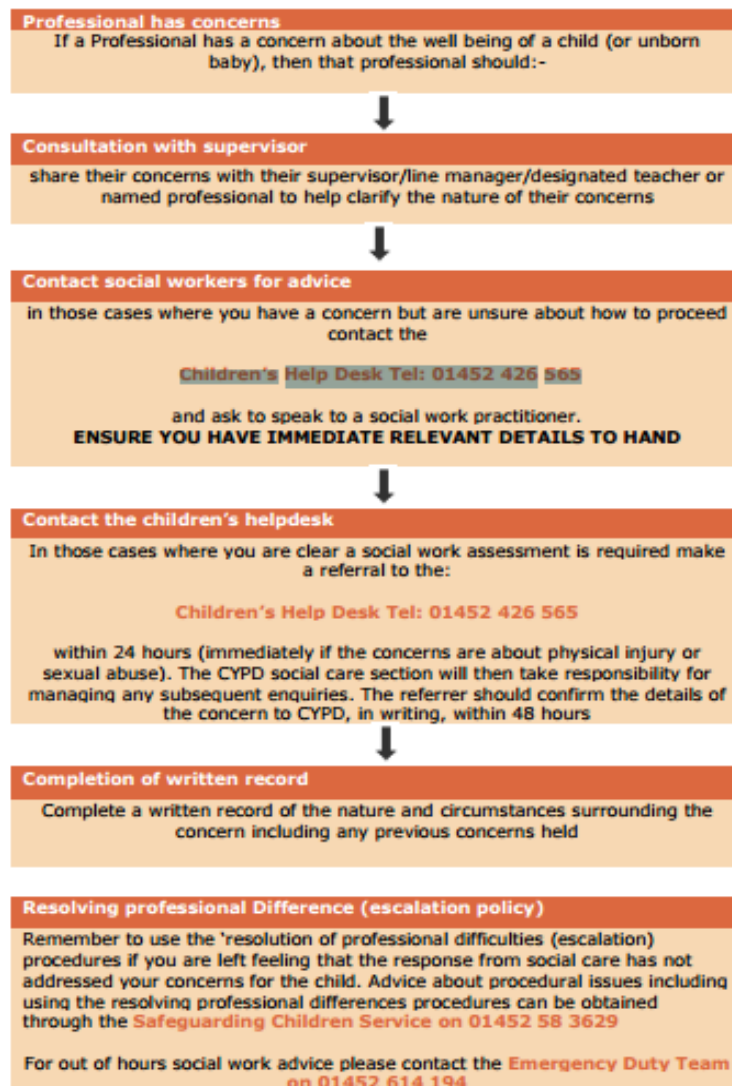 Professional has concerns
If a Professional has a concern about the well being of a child (or unborn
baby), then that professional should:-
Consultation with supervisor
share their concerns with their supervisor/line manager/designated teacher or
named professional to help clarify the nature of their concerns
Contact social workers for advice
in those cases where you have a concern but are unsure about how to proceed
contact the
Children's Help Desk Tel: 01452 426 565
and ask to speak to a social work practitioner.
ENSURE YOU HAVE IMMEDIATE RELEVANT DETAILS TO HAND
Contact the children's helpdesk
In those cases where you are clear a social work assessment is required make
a referral to the:
Children's Help Desk Tel: 01452 426 565
within 24 hours (immediately if the concerns are about physical injury or
sexual abuse). The CYPD social care section will then take responsibility for
managing any subsequent enquiries. The referrer should confirm the details of
the concern to CYPD, in writing, within 48 hours
Completion of written record
Complete a written record of the nature and circumstances surrounding the
concern including any previous concerns held
Resolving professional Difference (escalation policy)
Remember to use the 'resolution of professional difficulties (escalation)
procedures if you are left feeling that the response from social care has not
addressed your concerns for the child. Advice about procedural issues including
using the resolving professional differences procedures can be obtained
through the Safeguarding Children Service on 01452 58 3629
For out of hours social work advice please contact the Emergency Duty Team
on 01452 614 194